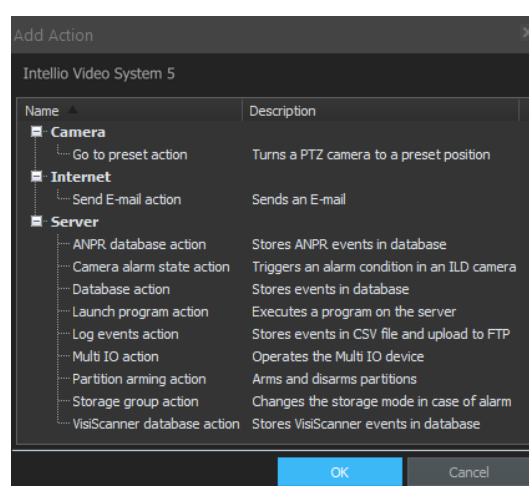 Add Action
Intellio Video System 5
Name Description
Camera
Go to preset action Turns a PTZ camera to a preset position
Internet
Send E-mail action Sends an E-mail
Server
ANPR database action Stores ANPR events in database
Camera alarm state action Triggers an alarm condition in an ILD camera
Database action Stores events in database
Launch program action Executes a program on the server
Log events action Stores events in CSV file and upload to FTP
Multi IO action Operates the Multi IO device
Partition arming action Arms and disarms partitions
Storage group action Changes the storage mode in case of alarm
VisiScanner database action Stores VisiScanner events in database
OK Cancel